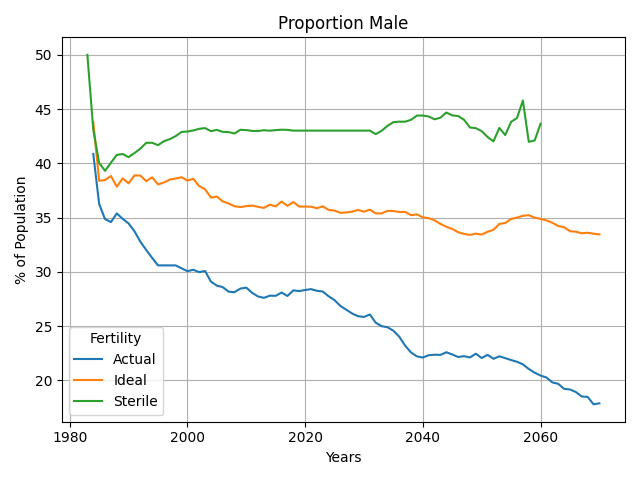 Proportion Male
% of Population
50
45
40
35
30
25
20
Fertility
Actual
Ideal
Sterile
1980
2000
2020
2040
2060
Years